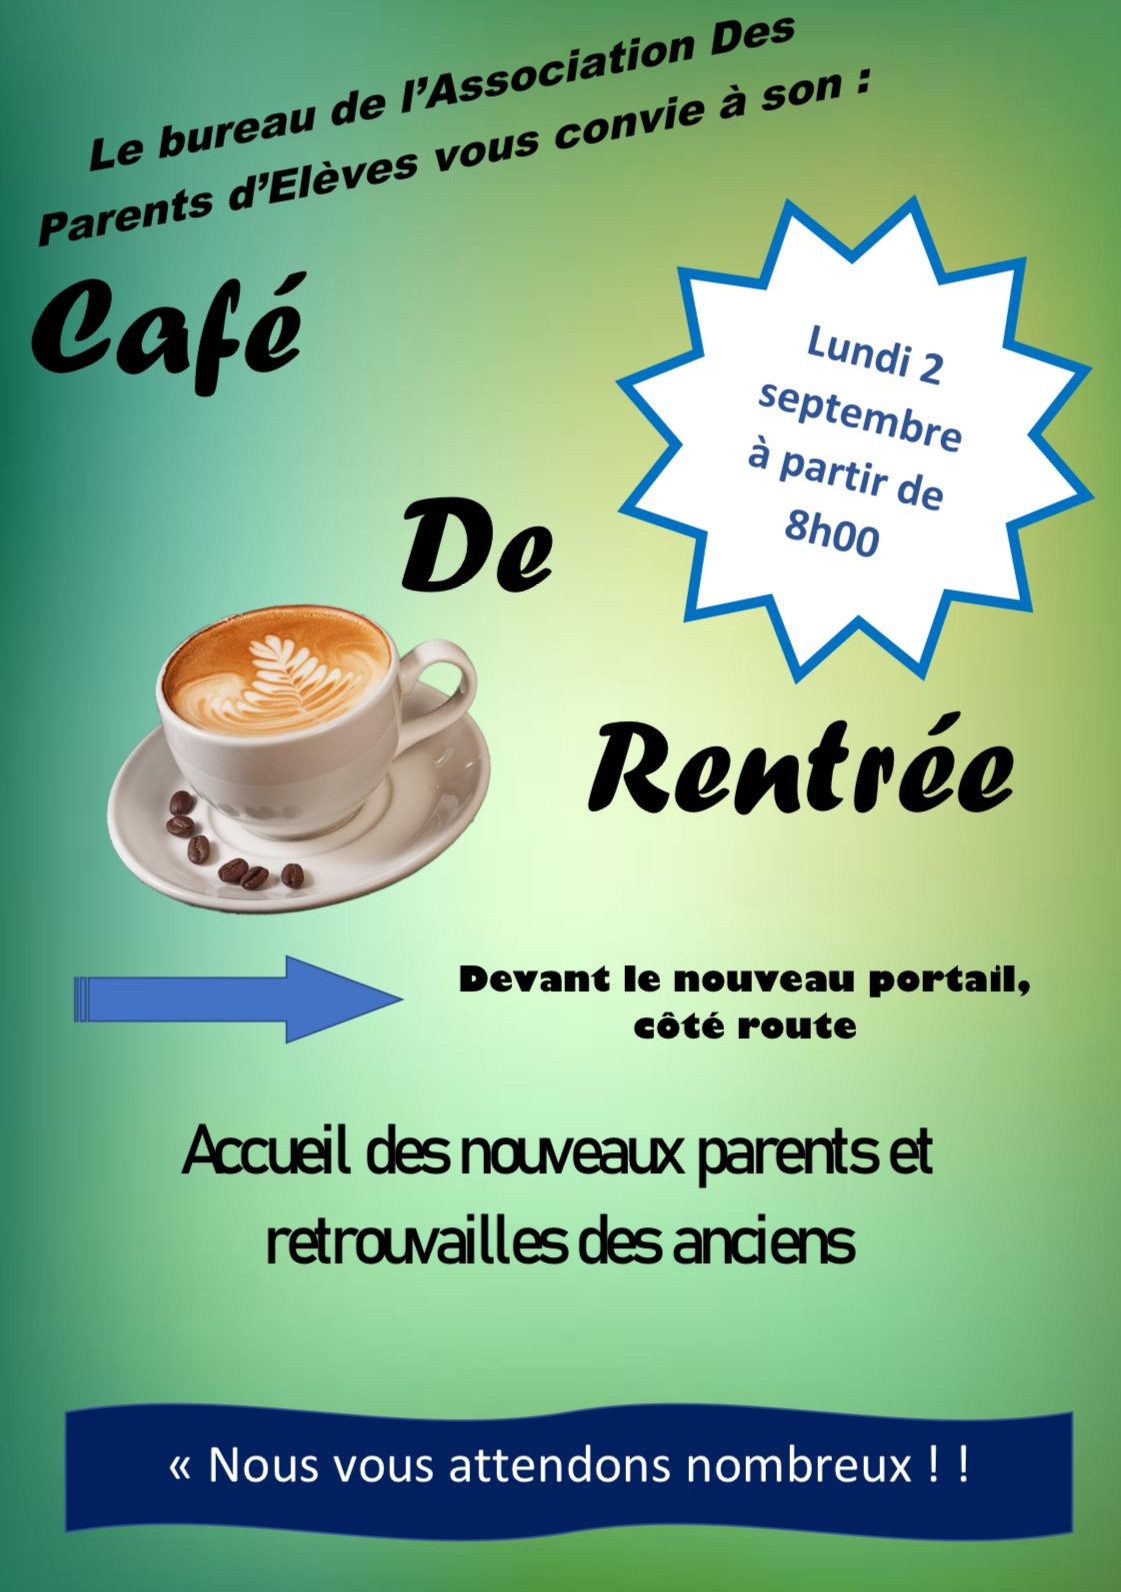 Le bureau de l’Association Des
Parents d’Elèves vous convie à son :
Café
De
Rentrée
Lundi 2
septembre
à partir de
8h00
Devant le nouveau portail,
côté route
Accueil des nouveaux parents et
retrouvailles des anciens
« Nous vous attendons nombreux ! !